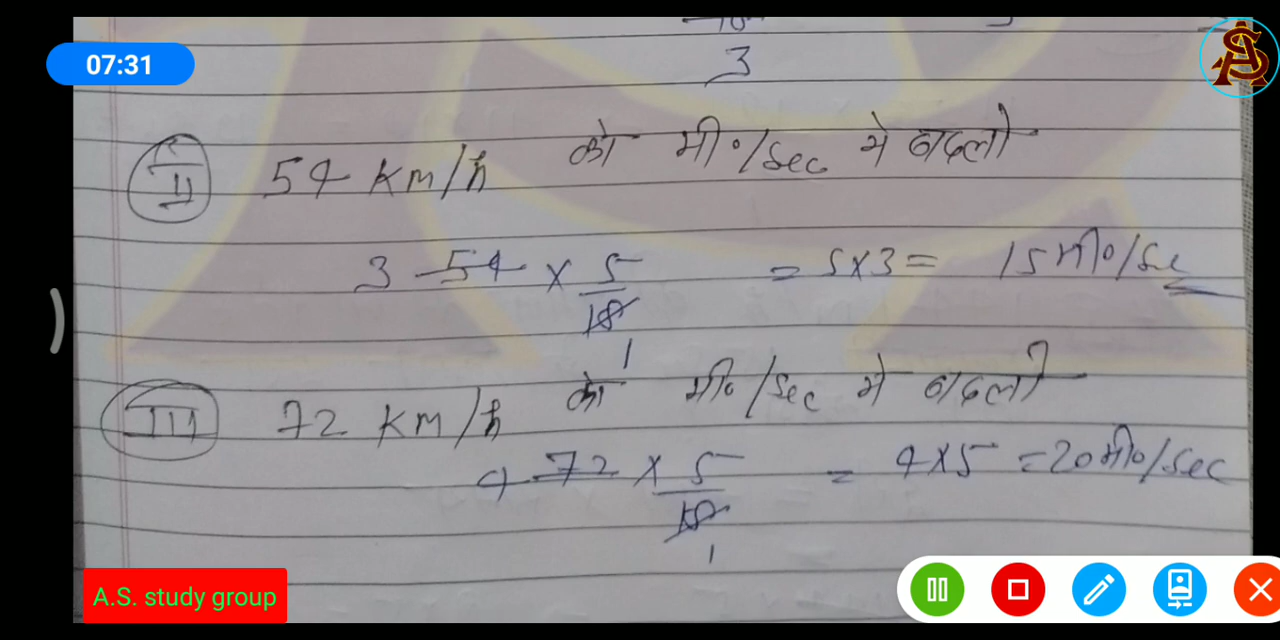 07:31
3
II 54 Km/h को मी०/sec मे बदलो
3 54 × 5/18 = 5×3 = 15 मी०/sec
1
III 72 Km/h को मी०/sec मे बदलो
4 72 × 5/18 = 4×5 = 20 मी०/sec
1
A.S. study group